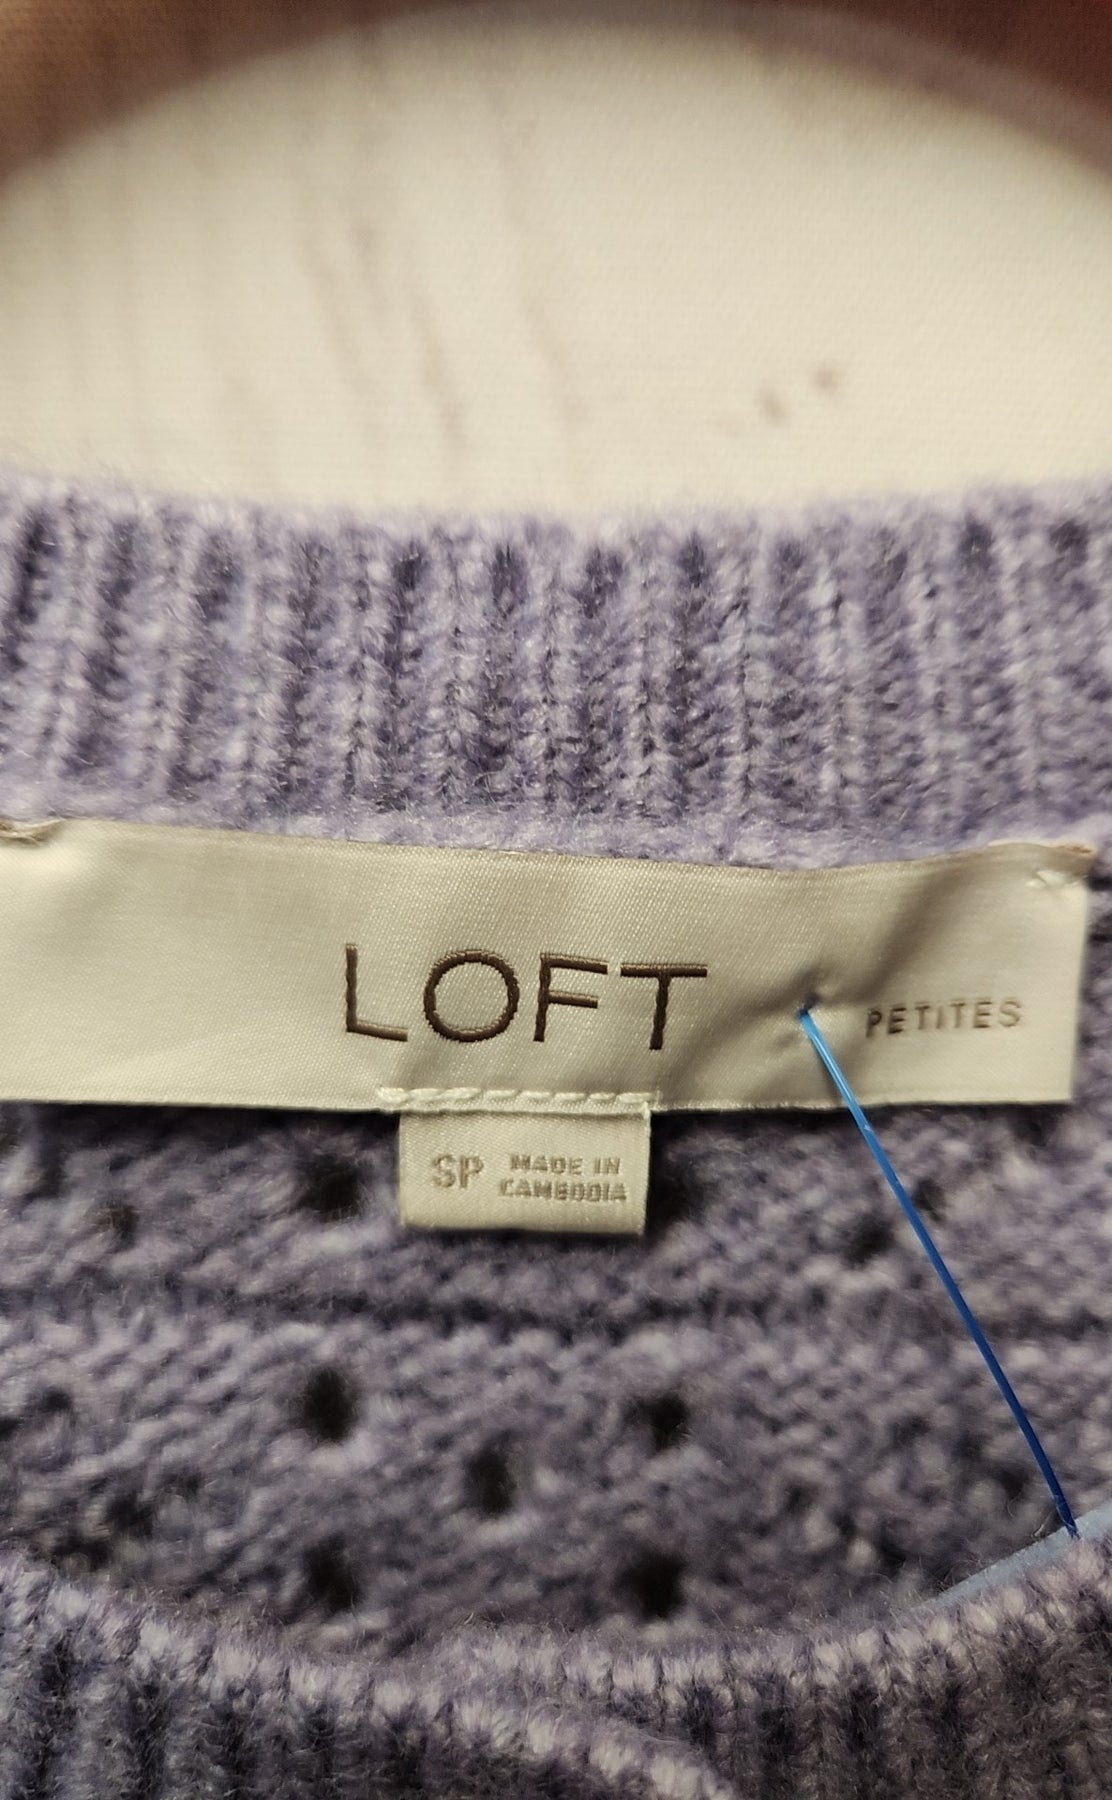 LOFT
PETITES
SP
MADE IN
CAMBODIA